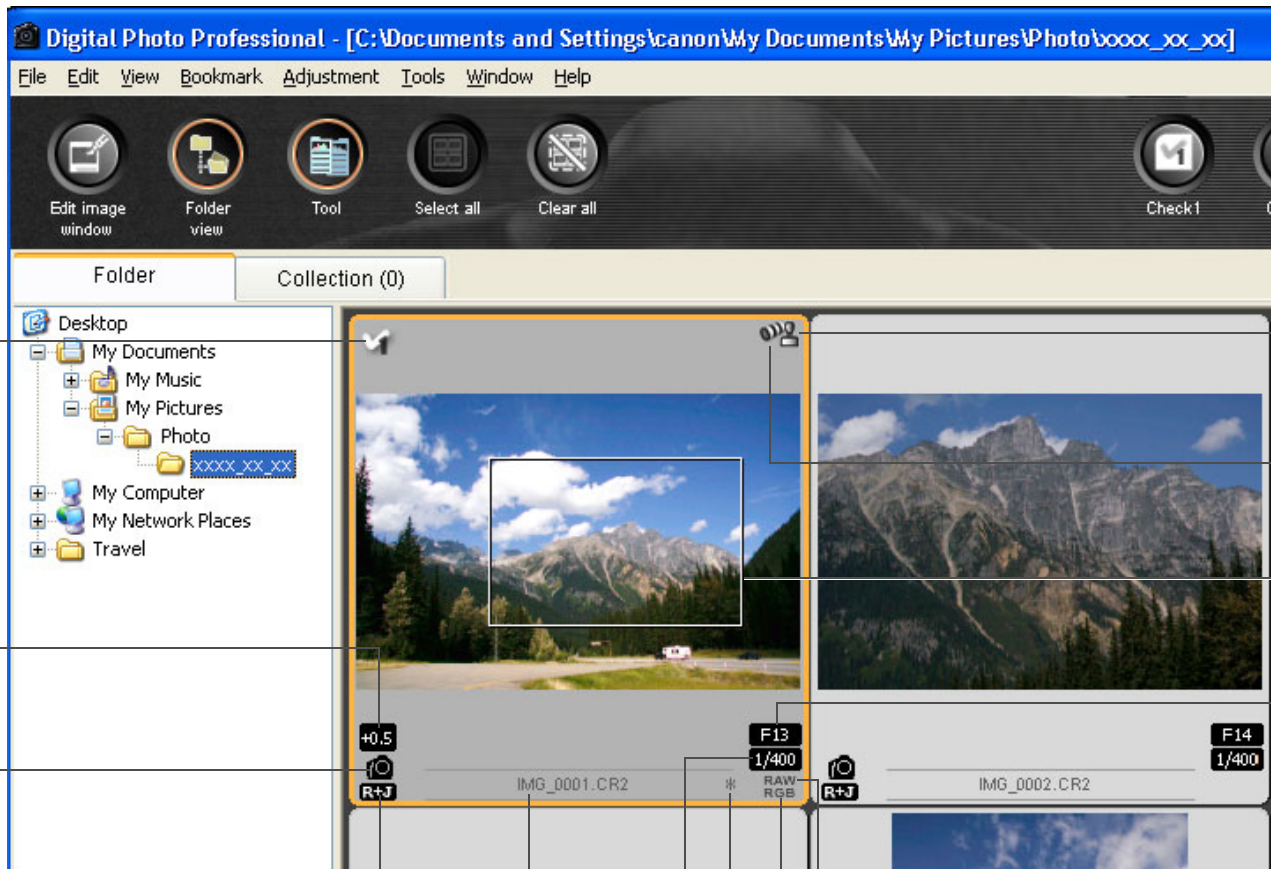 Digital Photo Professional - [C:\Documents and Settings\canon\My Documents\My Pictures\Photo\xxxx_xx_xx]
File Edit View Bookmark Adjustment Tools Window Help
Edit image window
Folder view
Tool
Select all
Clear all
1
Check1
Folder
Collection (0)
Desktop
My Documents
My Music
My Pictures
Photo
xxxx_xx_xx
My Computer
My Network Places
Travel
1
+0.5
F13
1/400
R+J
IMG_0001.CR2
*
RAW
RGB
F14
1/400
R+J
IMG_0002.CR2